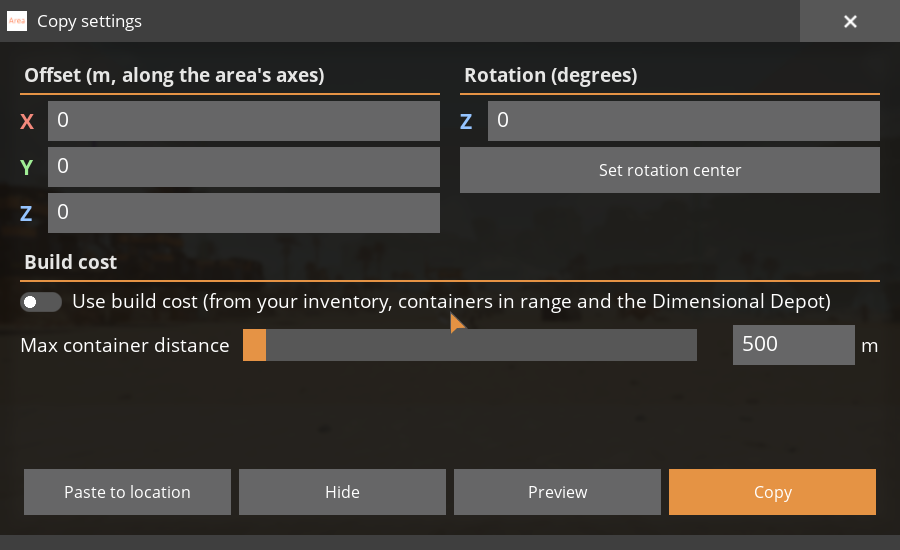 Area
Copy settings
Offset (m, along the area's axes)
X 0
Y 0
Z 0
Rotation (degrees)
Z 0
Set rotation center
Build cost
Use build cost (from your inventory, containers in range and the Dimensional Depot)
Max container distance 500 m
Paste to location
Hide
Preview
Copy